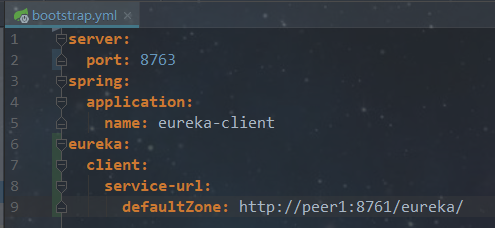 bootstrap.yml
1 server:
2   port: 8763
3 spring:
4   application:
5     name: eureka-client
6 eureka:
7   client:
8     service-url:
9       defaultZone: http://peer1:8761/eureka/